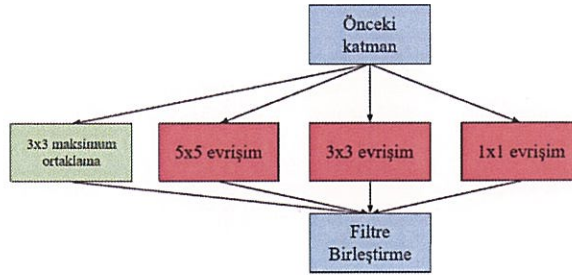 Önceki
katman
3x3 maksimum
ortaklama
5x5 evrişim
3x3 evrişim
1x1 evrişim
Filtre
Birleştirme